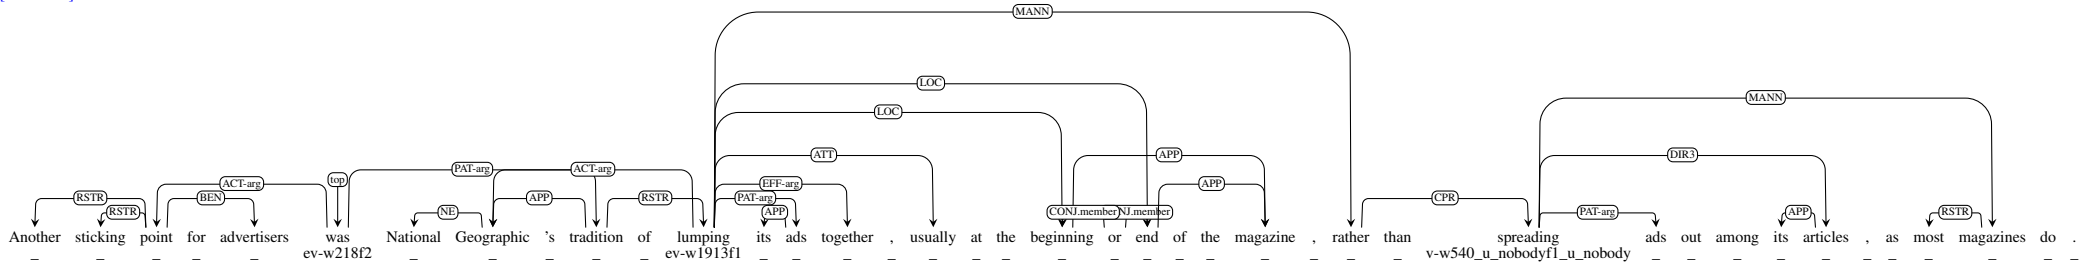 MANN
LOC
MANN
LOC
ATT APP DIR3
PAT-arg ACT-arg
top ACT-arg EFF-arg APP
RSTR BEN APP RSTR PAT-arg CPR
RSTR NE APP CONJ.member NJ.member PAT-arg APP RSTR
Another sticking point for advertisers was National Geographic 's tradition of lumping its ads together , usually at the beginning or end of the magazine , rather than spreading ads out among its articles , as most magazines do .
_ _ _ _ _ ev-w218f2 _ _ _ _ _ ev-w1913f1 _ _ _ _ _ _ _ _ _ _ _ _ _ _ _ _ v-w540_u_nobodyf1_u_nobody _ _ _ _ _ _ _ _ _ _ _